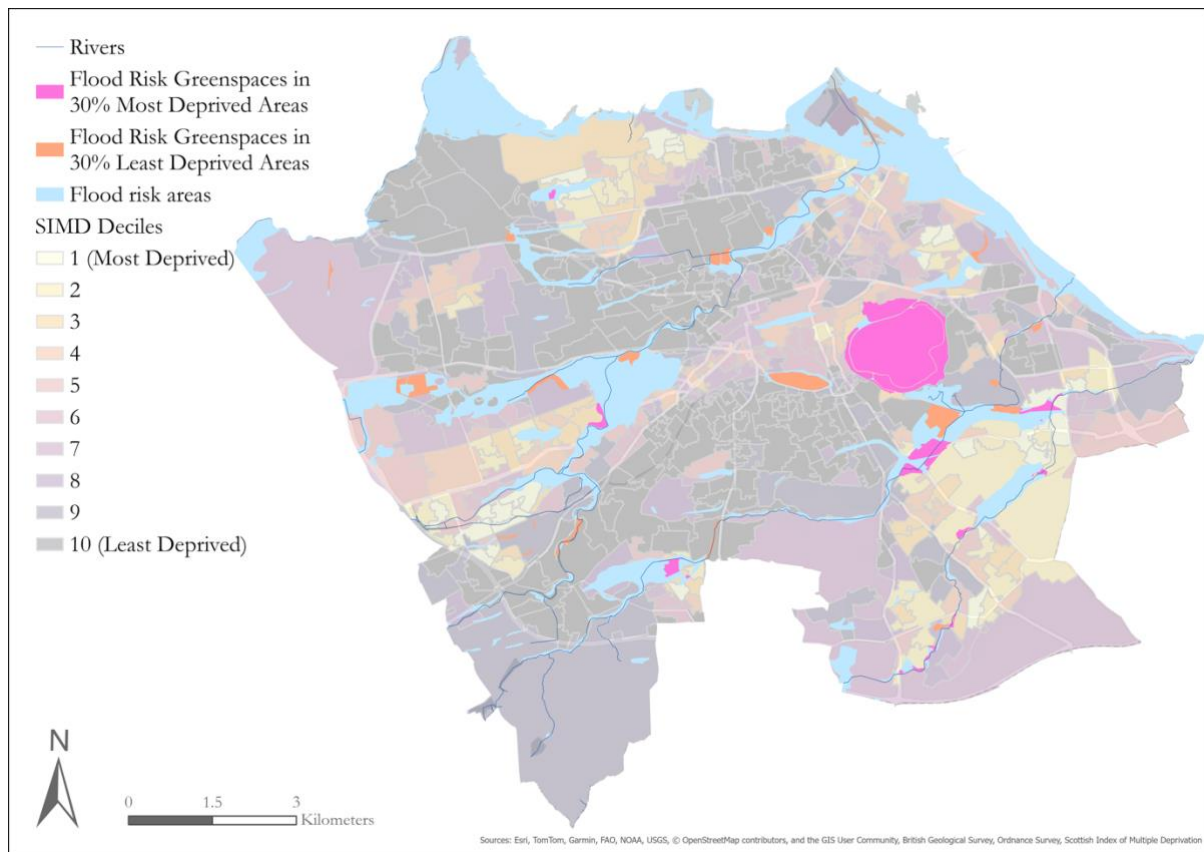 Rivers
Flood Risk Greenspaces in
30% Most Deprived Areas
Flood Risk Greenspaces in
30% Least Deprived Areas
Flood risk areas
SIMD Deciles
1 (Most Deprived)
2
3
4
5
6
7
8
9
10 (Least Deprived)
N
0 1.5 3
Kilometers
Sources: Esri, TomTom, Garmin, FAO, NOAA, USGS, © OpenStreetMap contributors, and the GIS User Community, British Geological Survey, Ordnance Survey, Scottish Index of Multiple Deprivation